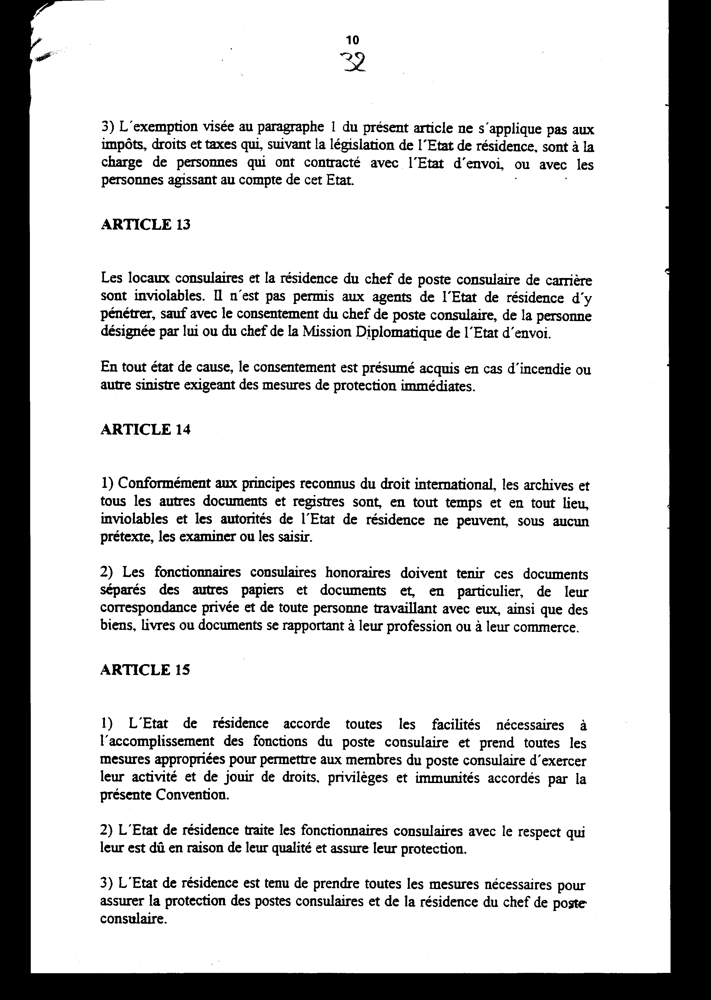 10
32
3) L´exemption visée au paragraphe 1 du présent article ne s´applique pas aux
impôts, droits et taxes qui, suivant la législation de l´Etat de résidence, sont à la
charge de personnes qui ont contracté avec l´Etat d´envoi, ou avec les
personnes agissant au compte de cet Etat.
ARTICLE 13
Les locaux consulaires et la résidence du chef de poste consulaire de carrière
sont inviolables. Il n´est pas permis aux agents de l´Etat de résidence d´y
pénétrer, sauf avec le consentement du chef de poste consulaire, de la personne
désignée par lui ou du chef de la Mission Diplomatique de l´Etat d´envoi.
En tout état de cause, le consentement est présumé acquis en cas d´incendie ou
autre sinistre exigeant des mesures de protection immédiates.
ARTICLE 14
1) Conformément aux principes reconnus du droit international, les archives et
tous les autres documents et registres sont, en tout temps et en tout lieu,
inviolables et les autorités de l´Etat de résidence ne peuvent, sous aucun
prétexte, les examiner ou les saisir.
2) Les fonctionnaires consulaires honoraires doivent tenir ces documents
séparés des autres papiers et documents et, en particulier, de leur
correspondance privée et de toute personne travaillant avec eux, ainsi que des
biens, livres ou documents se rapportant à leur profession ou à leur commerce.
ARTICLE 15
1) L´Etat de résidence accorde toutes les facilités nécessaires à
l´accomplissement des fonctions du poste consulaire et prend toutes les
mesures appropriées pour permettre aux membres du poste consulaire d´exercer
leur activité et de jouir de droits, privilèges et immunités accordés par la
présente Convention.
2) L´Etat de résidence traite les fonctionnaires consulaires avec le respect qui
leur est dû en raison de leur qualité et assure leur protection.
3) L´Etat de résidence est tenu de prendre toutes les mesures nécessaires pour
assurer la protection des postes consulaires et de la résidence du chef de poste
consulaire.